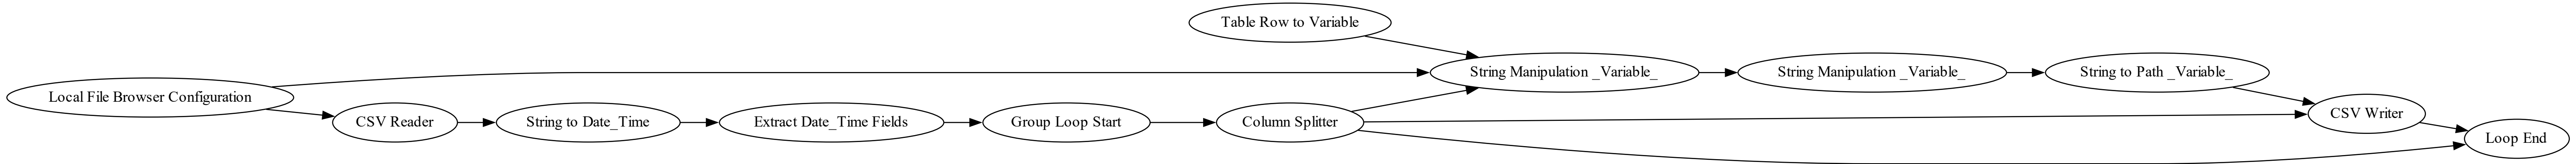 Table Row to Variable
Local File Browser Configuration
String Manipulation _Variable_
String Manipulation _Variable_
String to Path _Variable_
CSV Reader
String to Date_Time
Extract Date_Time Fields
Group Loop Start
Column Splitter
CSV Writer
Loop End